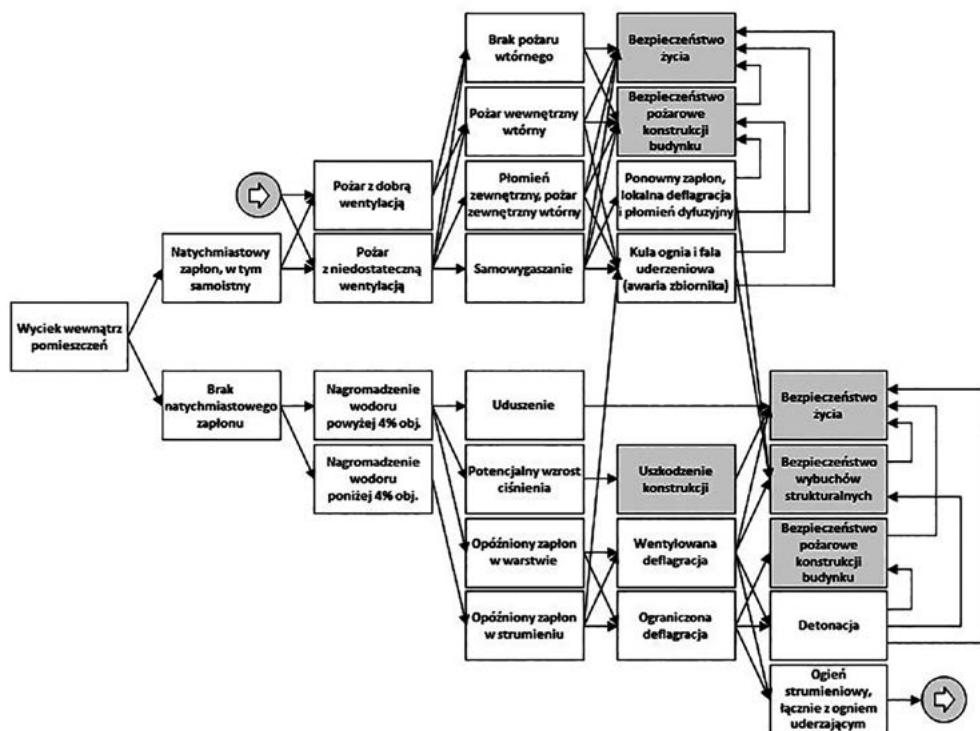 Brak pożaru
wtórnego
Bezpieczeństwo
życia
Pożar wewnętrzny
wtórny
Bezpieczeństwo
pożarowe
konstrukcji
budynku
Pożar z dobrą
wentylacją
Płomień
zewnętrzny, pożar
zewnętrzny wtórny
Ponowny zapłon,
lokalna deflagracja
i płomień dyfuzyjny
Natychmiastowy
zapłon, w tym
samoistny
Pożar
z niedostateczną
wentylacją
Samowygaszanie
Kula ognia i fala
uderzeniowa
(awaria zbiornika)
Wyciek wewnątrz
pomieszczeń
Brak
natychmiastowego
zapłonu
Nagromadzenie
wodoru
powyżej 4% obj.
Uduszenie
Bezpieczeństwo
życia
Nagromadzenie
wodoru
poniżej 4% obj.
Potencjalny wzrost
ciśnienia
Uszkodzenie
konstrukcji
Bezpieczeństwo
wybuchów
strukturalnych
Opóźniony zapłon
w warstwie
Wentylowana
deflagracja
Bezpieczeństwo
pożarowe
konstrukcji
budynku
Opóźniony zapłon
w strumieniu
Ograniczona
deflagracja
Detonacja
Ogień
strumieniowy,
łącznie z ogniem
uderzającym